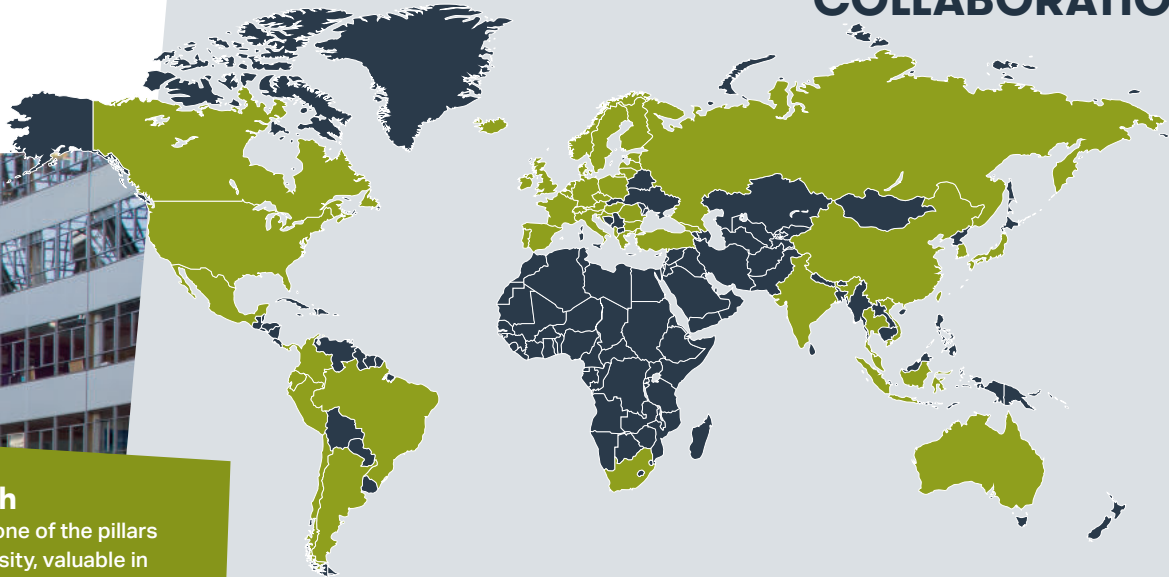 COLLABORATIO
h
one of the pillars
sity, valuable in